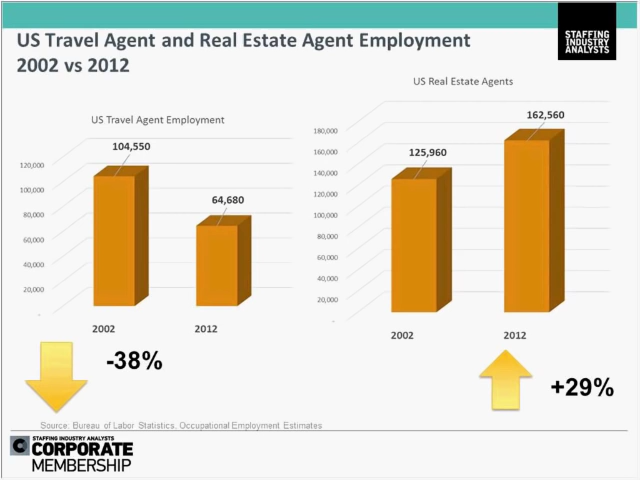 US Travel Agent and Real Estate Agent Employment
2002 vs 2012
STAFFING
INDUSTRY
ANALYSTS
US Travel Agent Employment
104,550
64,680
120,000
100,000
80,000
60,000
40,000
20,000
-
2002
2012
-38%
US Real Estate Agents
162,560
125,960
180,000
160,000
140,000
120,000
100,000
80,000
60,000
40,000
20,000
-
2002
2012
+29%
Source: Bureau of Labor Statistics, Occupational Employment Estimates
STAFFING INDUSTRY ANALYSTS
C CORPORATE
MEMBERSHIP